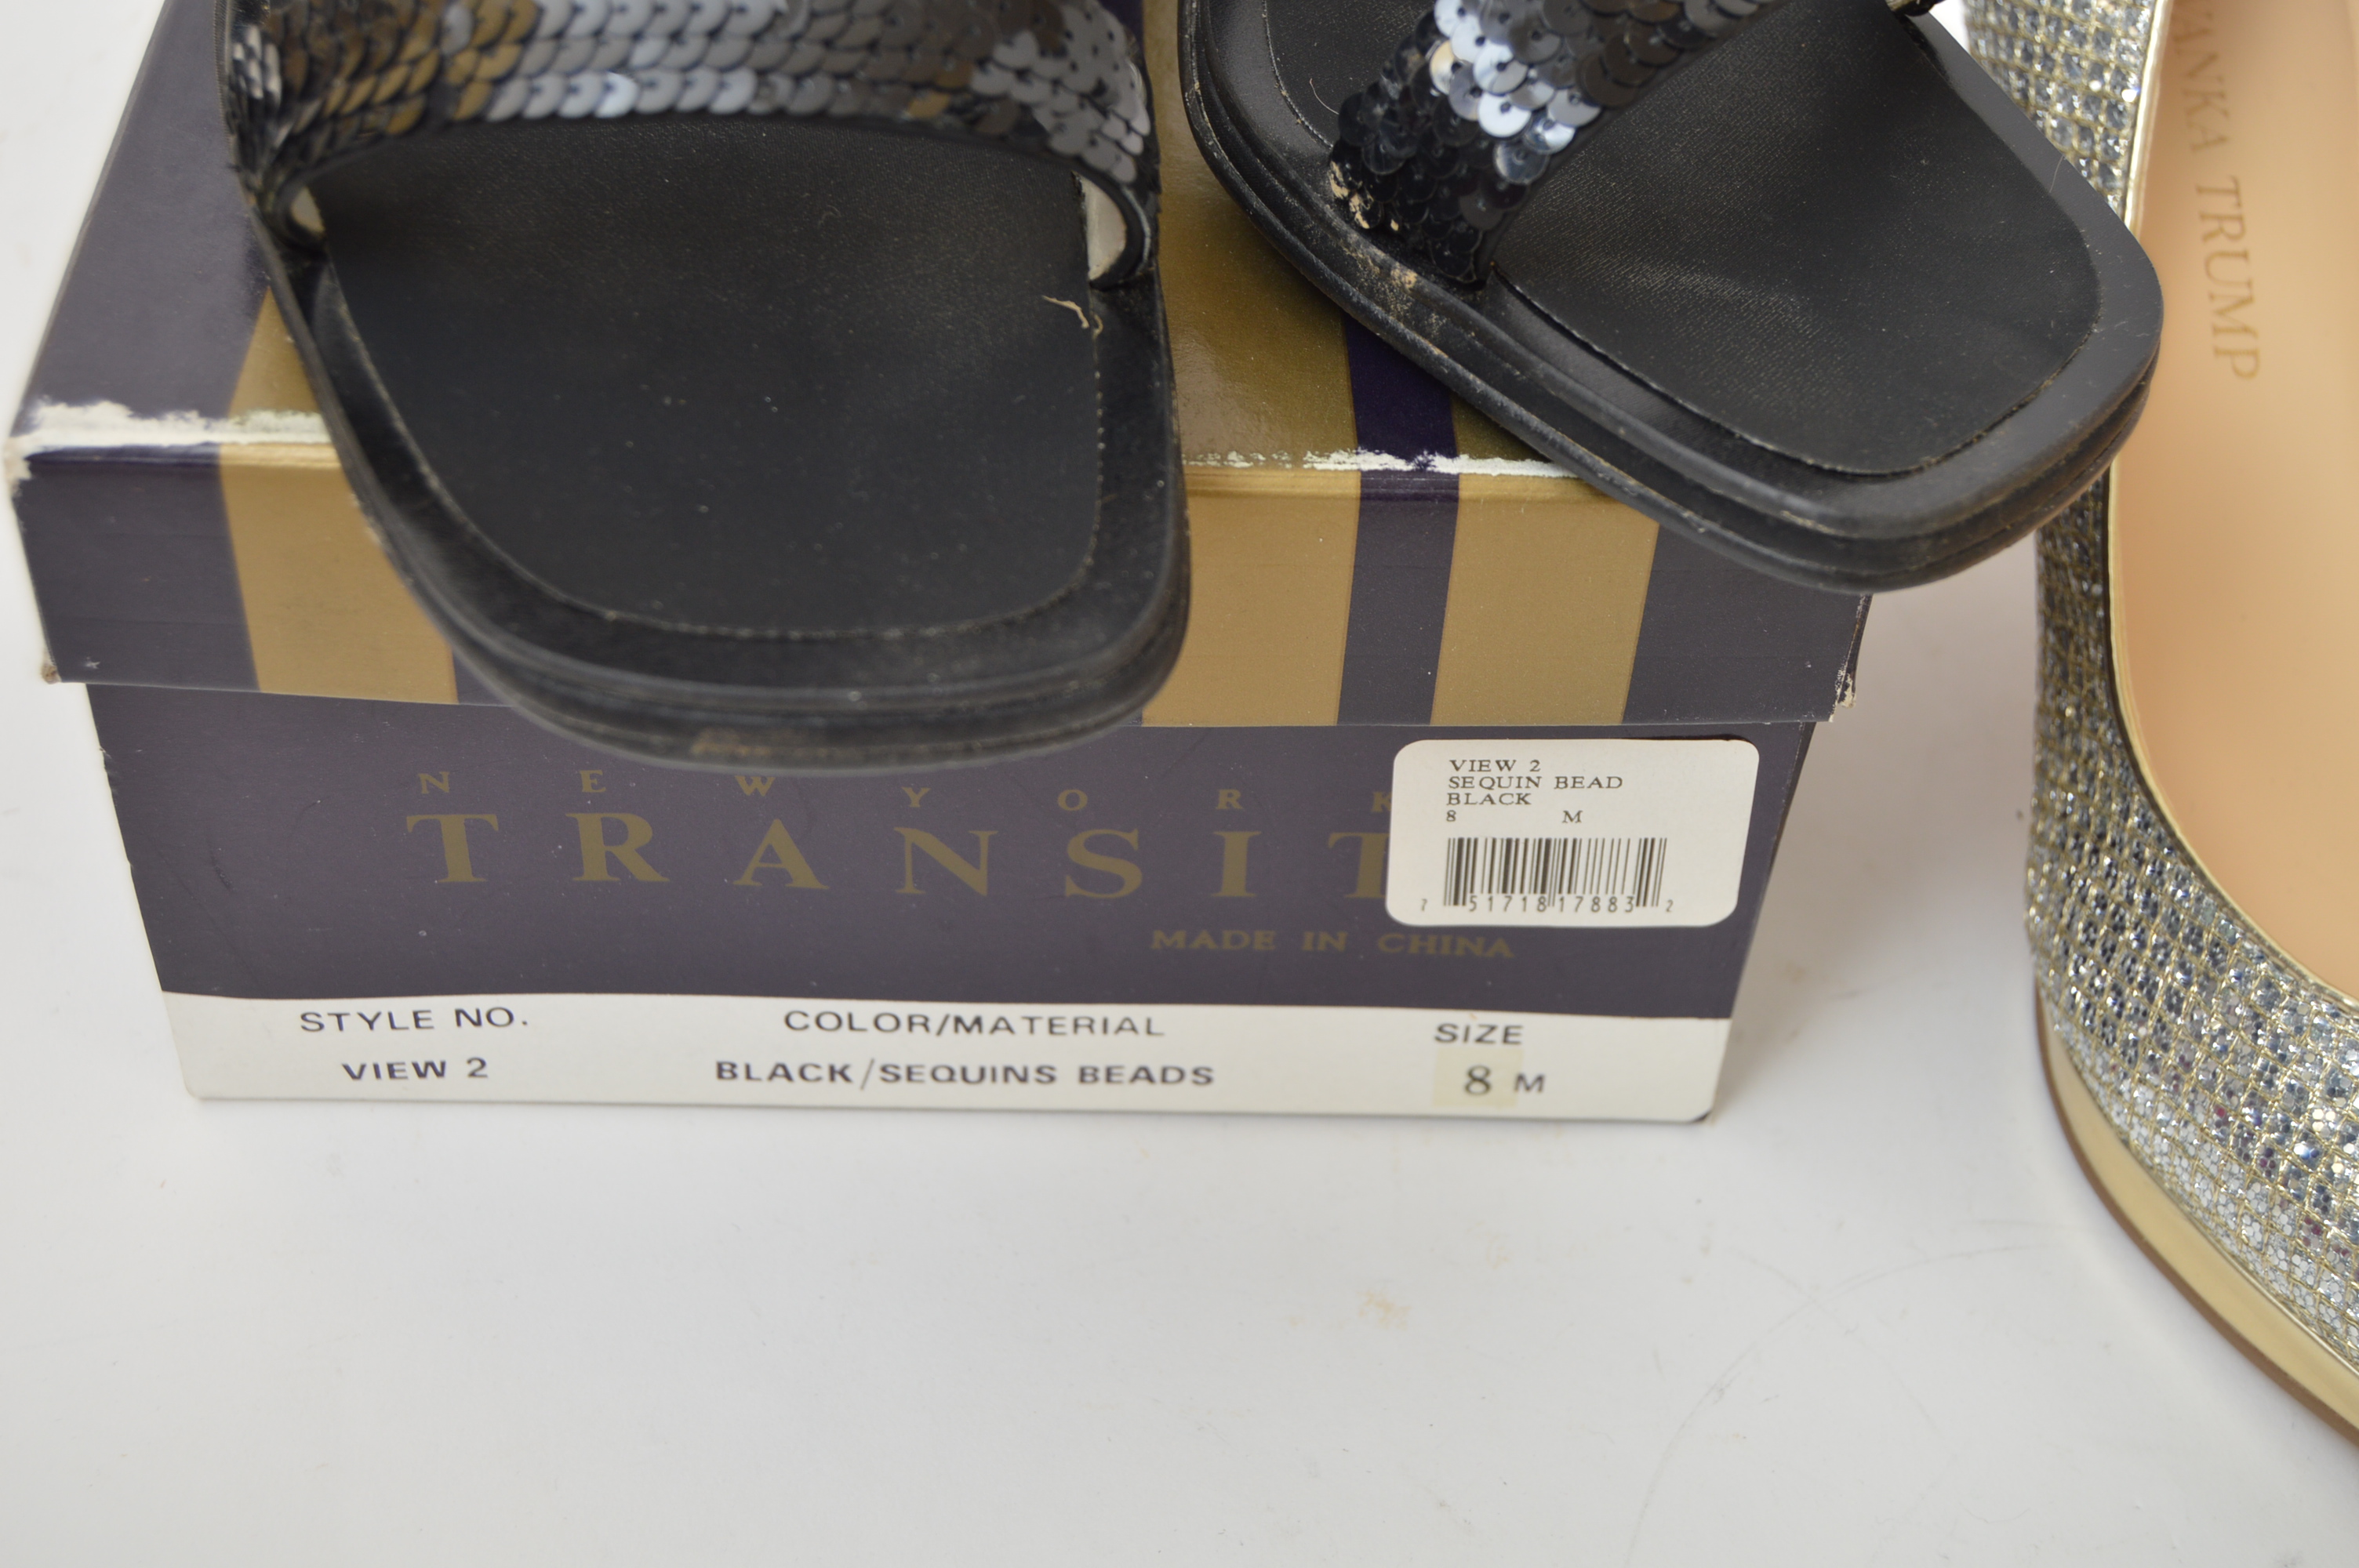 VANKA TRUMP
VIEW 2
SEQUIN BEAD
BLACK
8 M
7 51718 17883 2
NEW YORK
TRANSIT
MADE IN CHINA
STYLE NO. COLOR/MATERIAL SIZE
VIEW 2 BLACK/SEQUINS BEADS 8 M